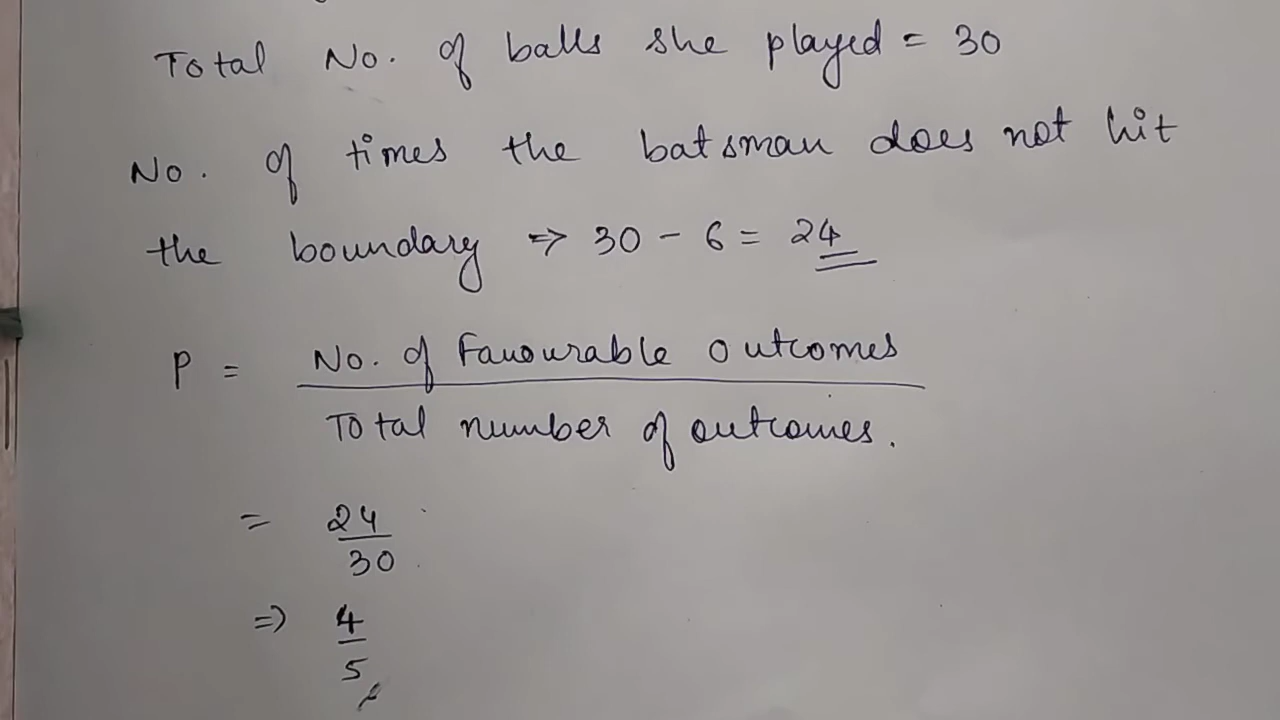 Total No. of balls she played = 30
No. of times the batsman does not hit
the boundary ⇒ 30 - 6 = 24
P = No. of Favourable outcomes
Total number of outcomes.
= 24
30
⇒ 4
5